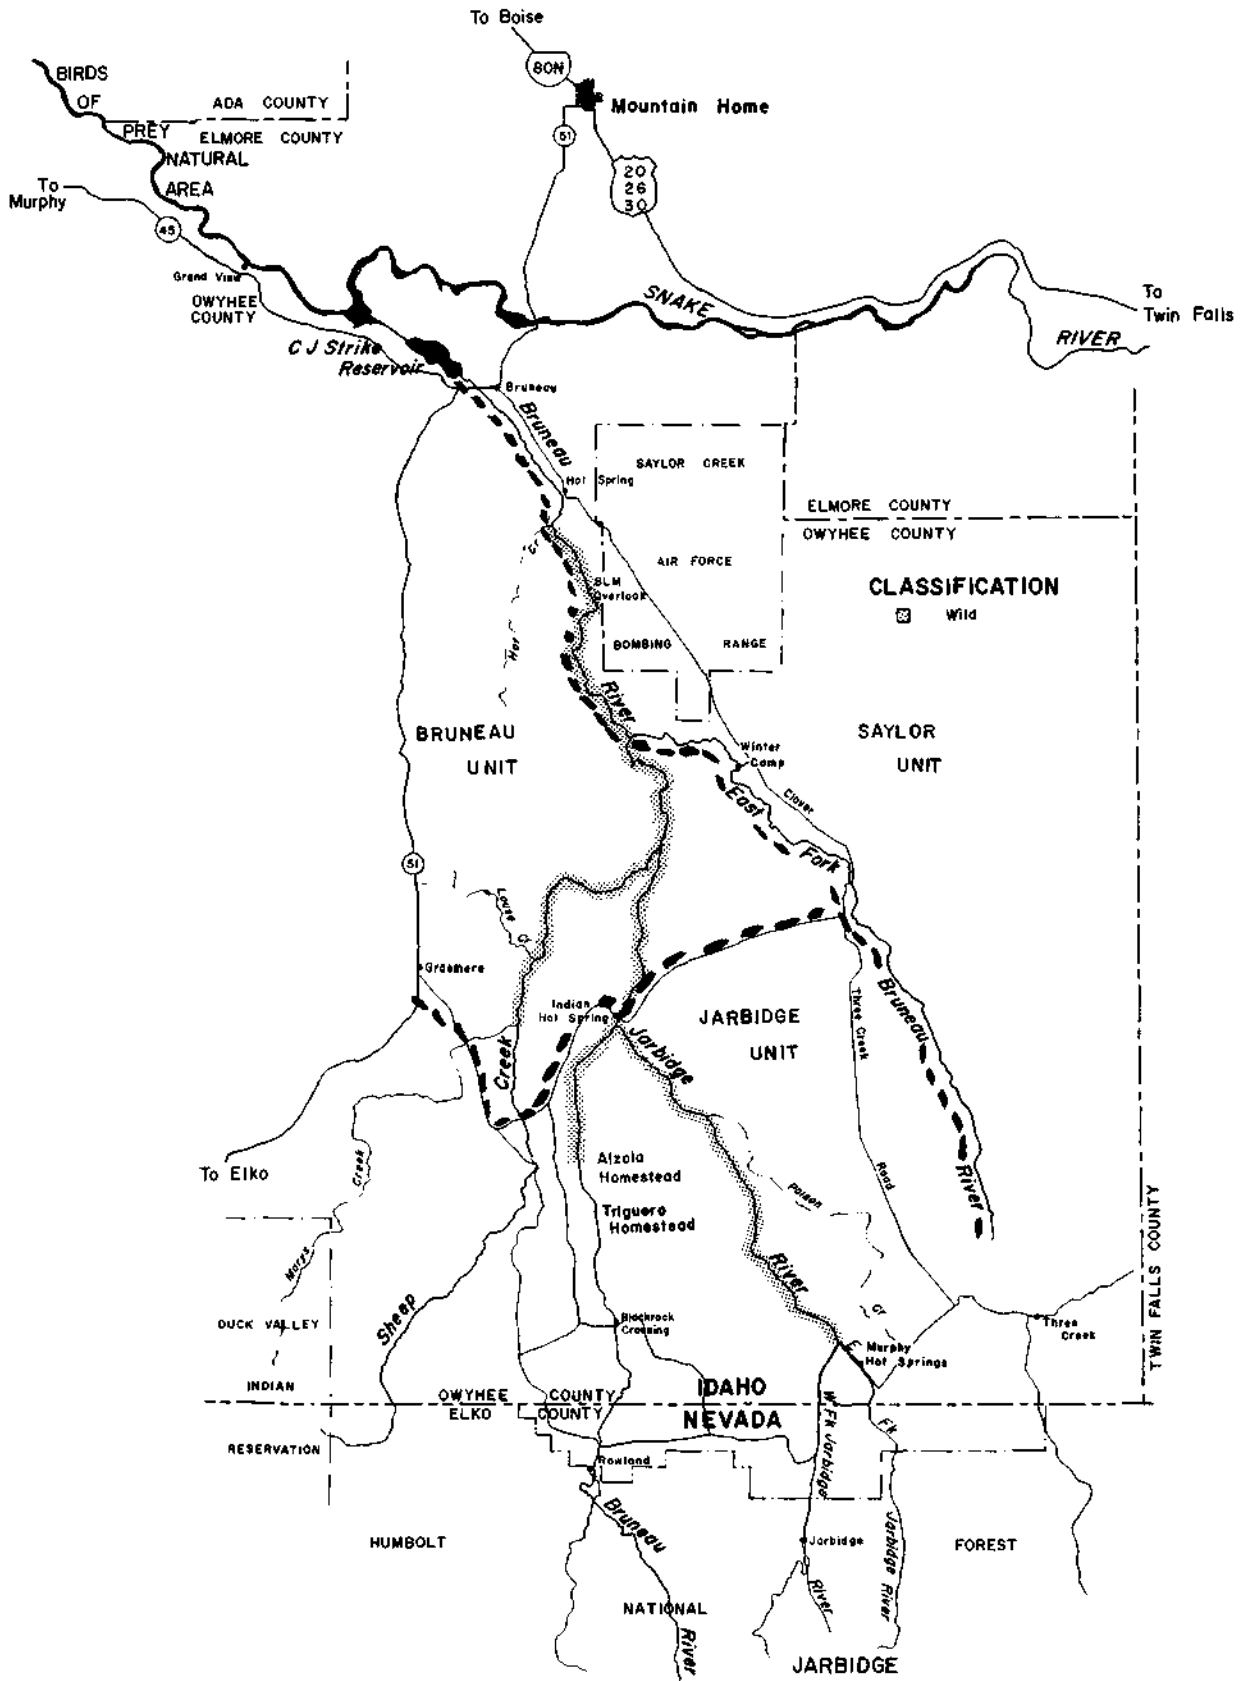 To Boise
80N
BIRDS
OF
PREY
NATURAL
AREA
ADA COUNTY
ELMORE COUNTY
Mountain Home
51
20
26
30
To
Murphy
45
Grand View
OWYHEE
COUNTY
SNAKE
To
Twin Falls
RIVER
C J Strike
Reservoir
Bruneau
Bruneau
Hot Spring
SAYLOR CREEK
AIR FORCE
BOMBING RANGE
ELMORE COUNTY
OWYHEE COUNTY
CLASSIFICATION
Wild
Cr
Hot
BLM
Overlook
River
BRUNEAU
UNIT
SAYLOR
UNIT
Winter
Camp
Clover
East
Fork
51
Louse
Cr
Grasmere
Indian
Hot Spring
Jarbidge
JARBIDGE
UNIT
Three Creek
Road
Bruneau
River
Creek
To Elko
Creek
Marys
Alzola
Homestead
Triguero
Homestead
Poison
Cr
River
Sheep
DUCK VALLEY
INDIAN
RESERVATION
Blackrock
Crossing
Murphy
Hot Springs
Three
Creek
TWIN FALLS COUNTY
OWYHEE COUNTY
ELKO COUNTY
IDAHO
NEVADA
W Fk Jarbidge
River
E
Fk
Jarbidge River
Rowland
Bruneau
River
Jarbidge
HUMBOLT
NATIONAL
FOREST
JARBIDGE